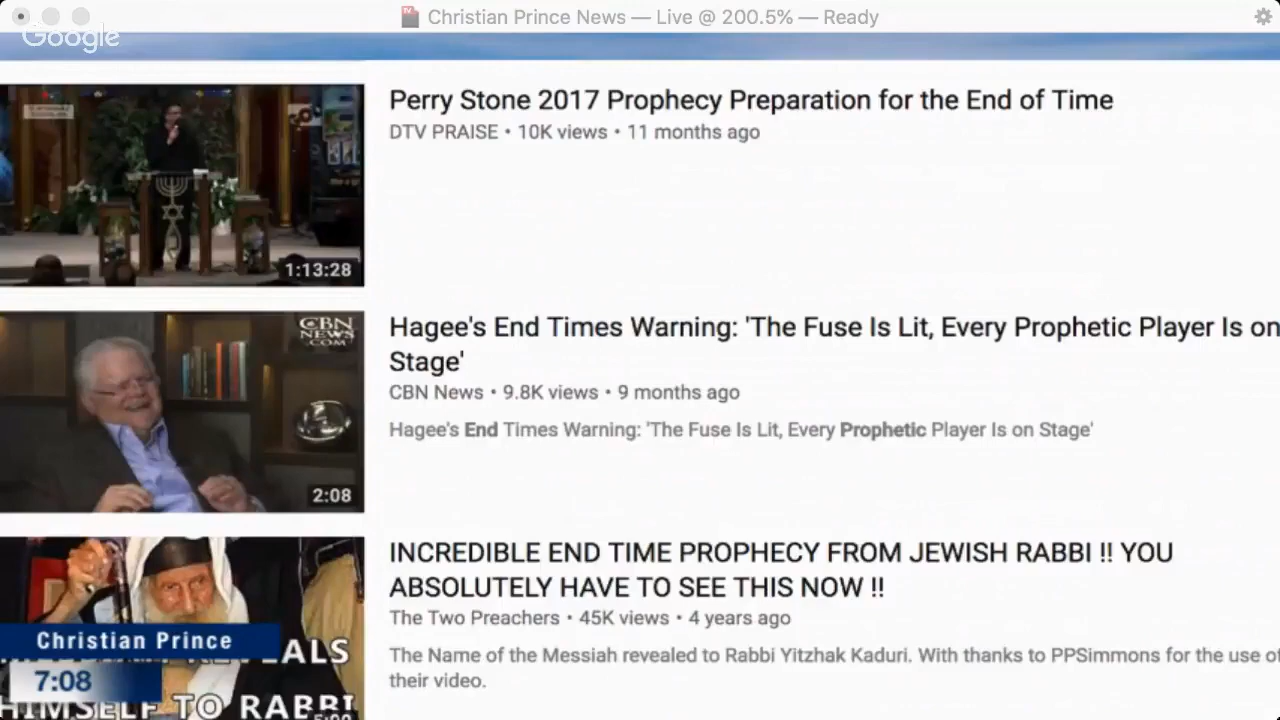 Christian Prince News — Live @ 200.5% — Ready
Google
Perry Stone 2017 Prophecy Preparation for the End of Time
DTV PRAISE • 10K views • 11 months ago
1:13:28
CBN
NEWS
.COM
Hagee's End Times Warning: 'The Fuse Is Lit, Every Prophetic Player Is on
Stage'
CBN News • 9.8K views • 9 months ago
Hagee's End Times Warning: 'The Fuse Is Lit, Every Prophetic Player Is on Stage'
2:08
INCREDIBLE END TIME PROPHECY FROM JEWISH RABBI !! YOU
ABSOLUTELY HAVE TO SEE THIS NOW !!
The Two Preachers • 45K views • 4 years ago
The Name of the Messiah revealed to Rabbi Yitzhak Kaduri. With thanks to PPSimmons for the use of
their video.
Christian Prince
7:08
HIMSELF TO RABBI